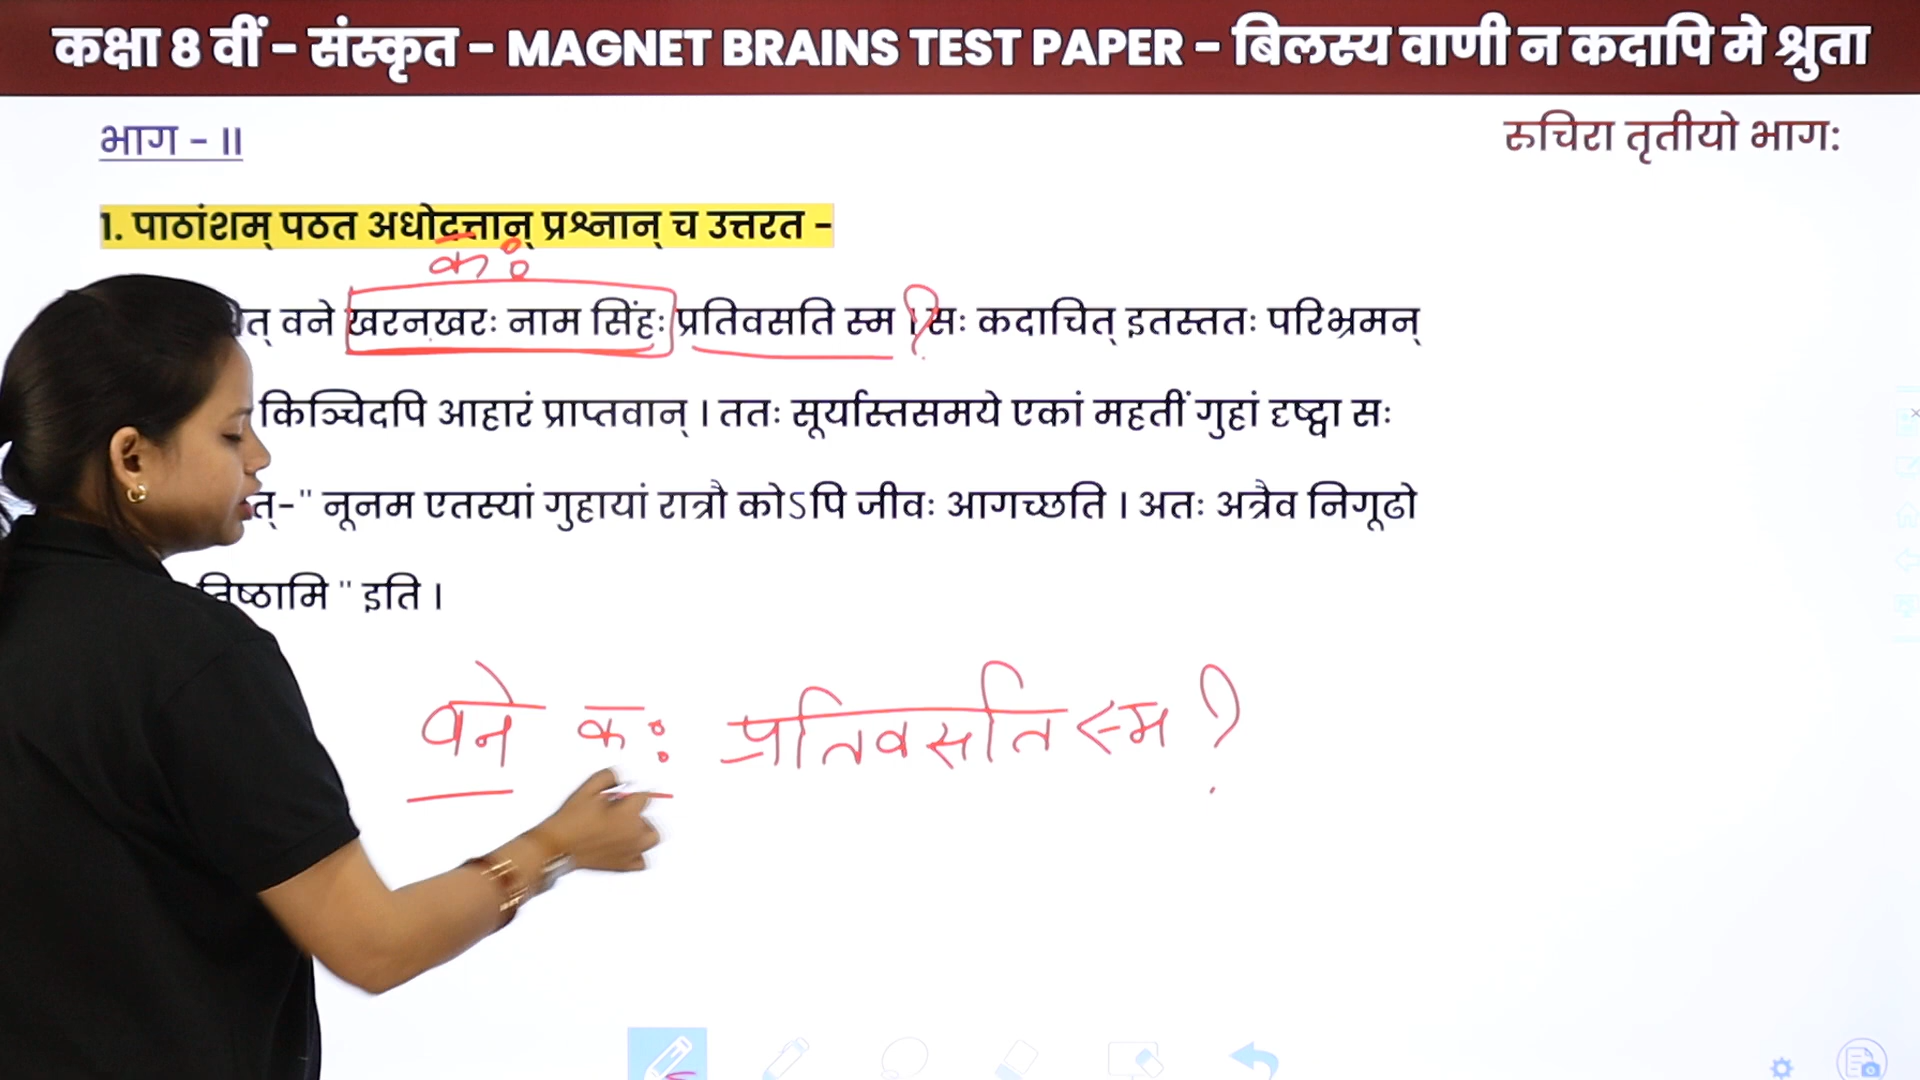 कक्षा 8 वीं – संस्कृत – MAGNET BRAINS TEST PAPER – बिलस्य वाणी न कदापि मे श्रुता
भाग - II
रुचिरा तृतीयो भाग:
1. पाठांशम् पठत अधोदत्तान् प्रश्नान् च उत्तरत –
कः
वने खरनखरः नाम सिंहः प्रतिवसति स्म । सः कदाचित् इतस्ततः परिभ्रमन्
किञ्चिदपि आहारं प्राप्तवान् । ततः सूर्यास्तसमये एकां महतीं गुहां दृष्ट्वा सः
" नूनम एतस्यां गुहायां रात्रौ कोऽपि जीवः आगच्छति । अतः अत्रैव निगूढो
तिष्ठामि " इति ।
वने कः प्रतिवसति स्म ?